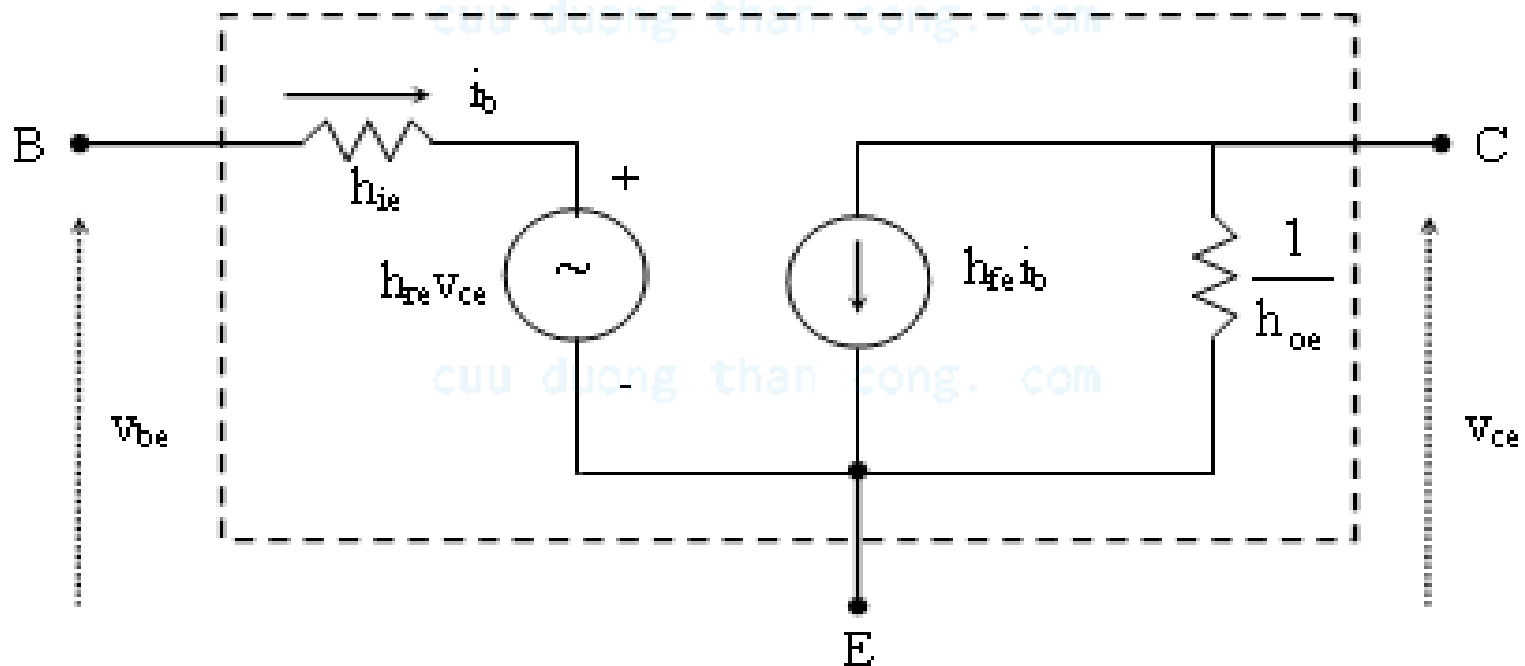 cuu duong than cong. com
i_b
B
C
h_ie
+
1
h_re v_ce
~
h_fe i_b
h_oe
cuu duong than cong. com
-
v_be
v_ce
E